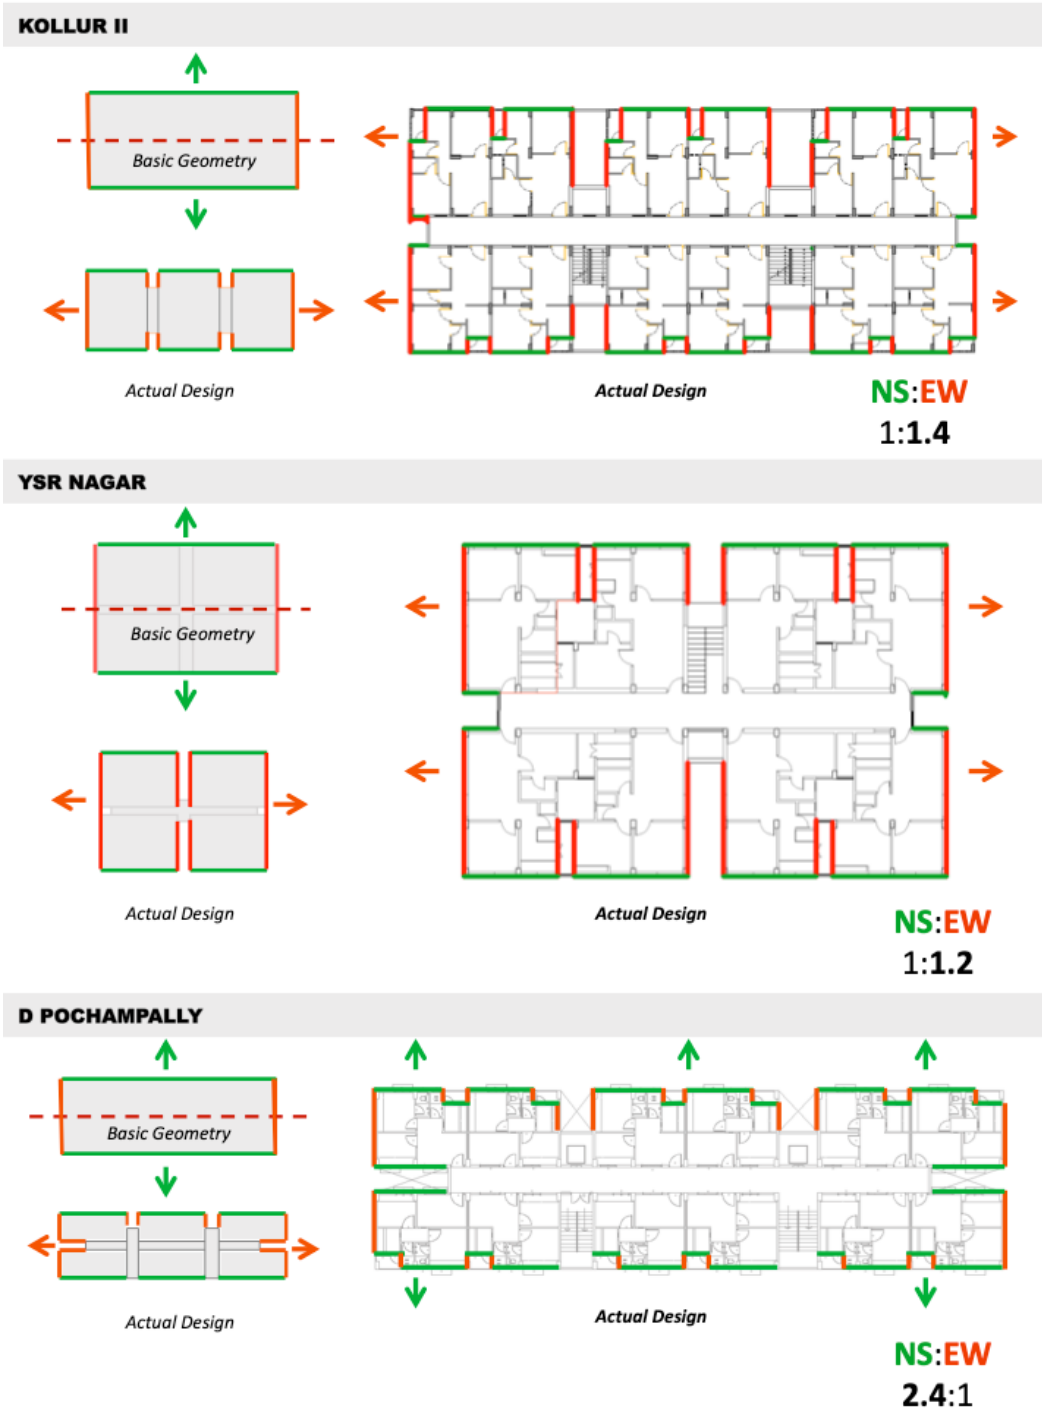 KOLLUR II
Basic Geometry
Actual Design
Actual Design
NS:EW
1:1.4
YSR NAGAR
Basic Geometry
Actual Design
Actual Design
NS:EW
1:1.2
D POCHAMPALLY
Basic Geometry
Actual Design
Actual Design
NS:EW
2.4:1